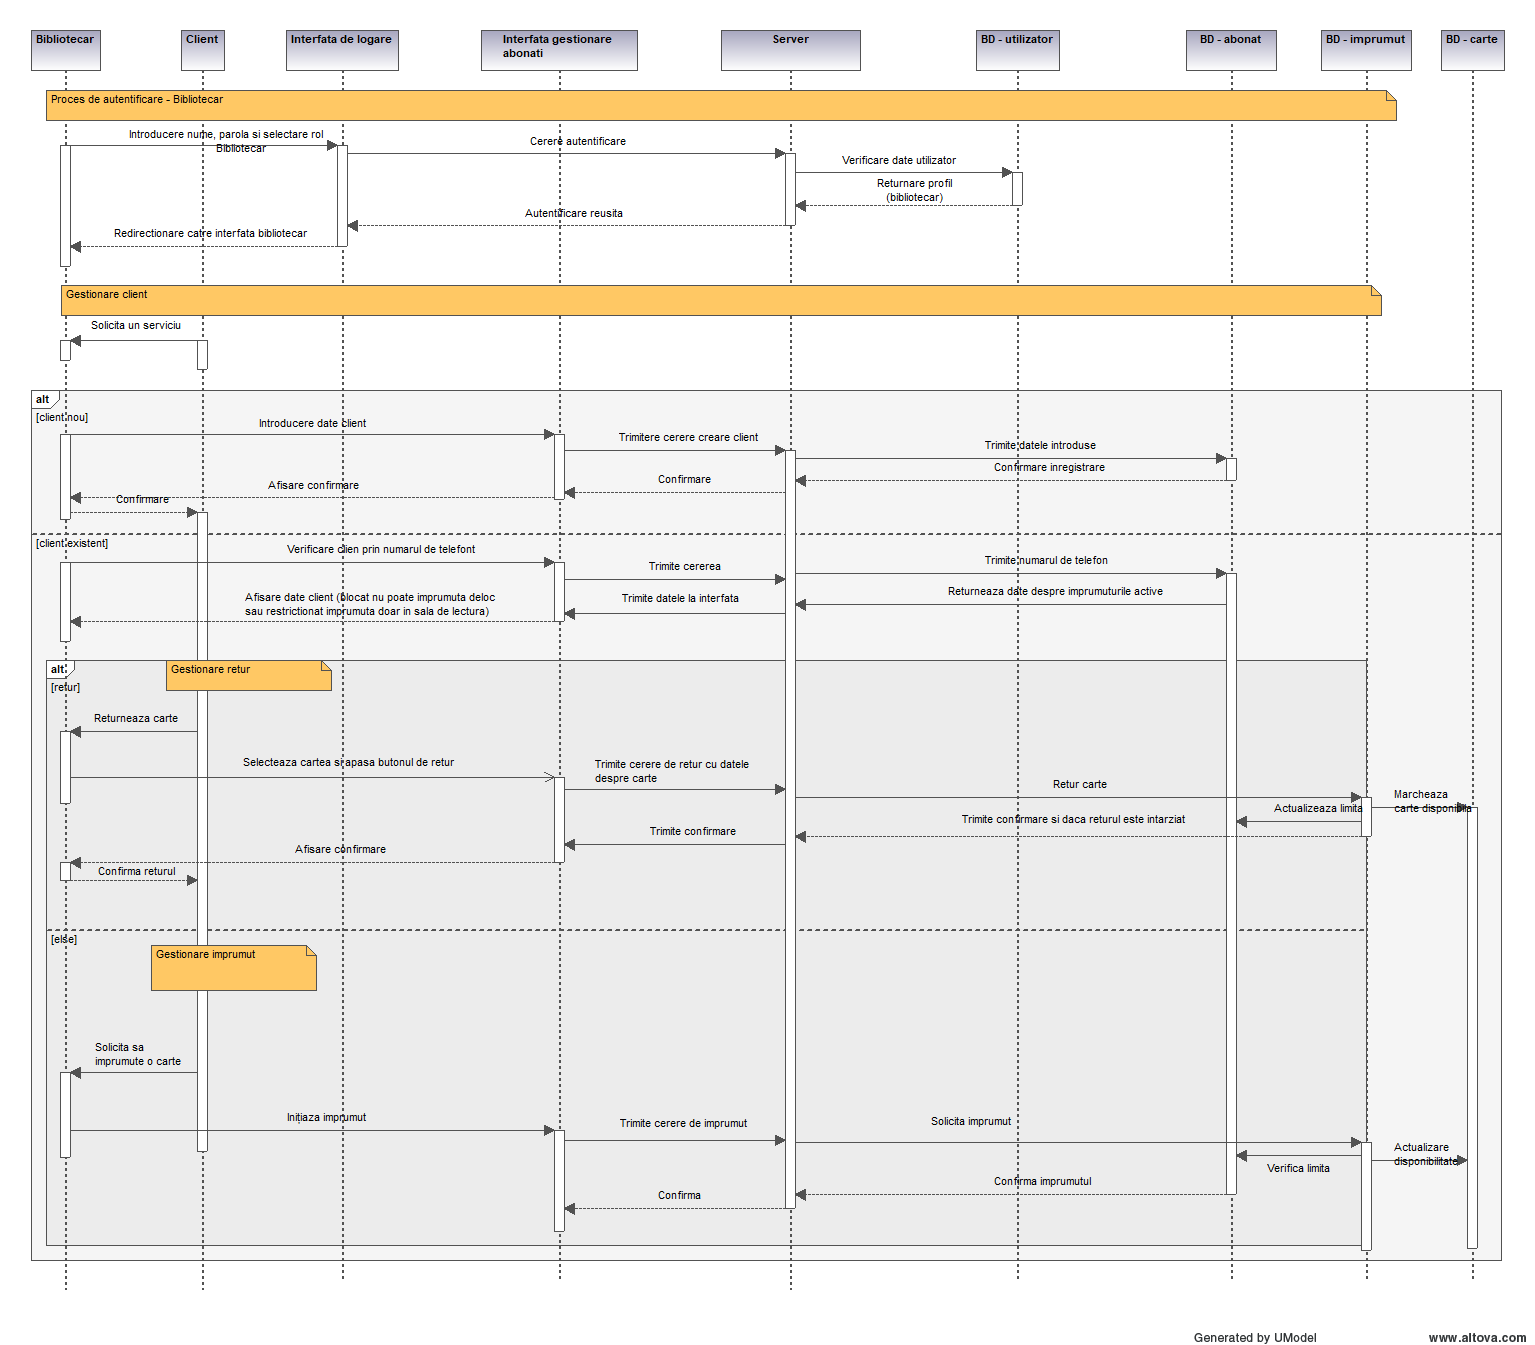 Bibliotecar
Client
Interfata de logare
Interfata gestionare
abonati
Server
BD - utilizator
BD - abonat
BD - imprumut
BD - carte
Proces de autentificare - Bibliotecar
Introducere nume, parola si selectare rol
Bibliotecar
Cerere autentificare
Verificare date utilizator
Returnare profil
(bibliotecar)
Autentificare reusita
Redirectionare catre interfata bibliotecar
Gestionare client
Solicita un serviciu
alt
[client nou]
Introducere date client
Trimitere cerere creare client
Trimite datele introduse
Confirmare inregistrare
Confirmare
Afisare confirmare
Confirmare
[client existent]
Verificare clien prin numarul de telefont
Trimite cererea
Trimite numarul de telefon
Returneaza date despre imprumuturile active
Trimite datele la interfata
Afisare date client (blocat nu poate imprumuta deloc
sau restrictionat imprumuta doar in sala de lectura)
alt
Gestionare retur
[retur]
Returneaza carte
Selecteaza cartea si apasa butonul de retur
Trimite cerere de retur cu datele
despre carte
Retur carte
Marcheaza
carte disponibila
Actualizeaza limita
Trimite confirmare si daca returul este intarziat
Trimite confirmare
Afisare confirmare
Confirma returul
[else]
Gestionare imprumut
Solicita sa
imprumute o carte
Inițiaza imprumut
Trimite cerere de imprumut
Solicita imprumut
Actualizare
disponibilitate
Verifica limita
Confirma imprumutul
Confirma
Generated by UModel
www.altova.com